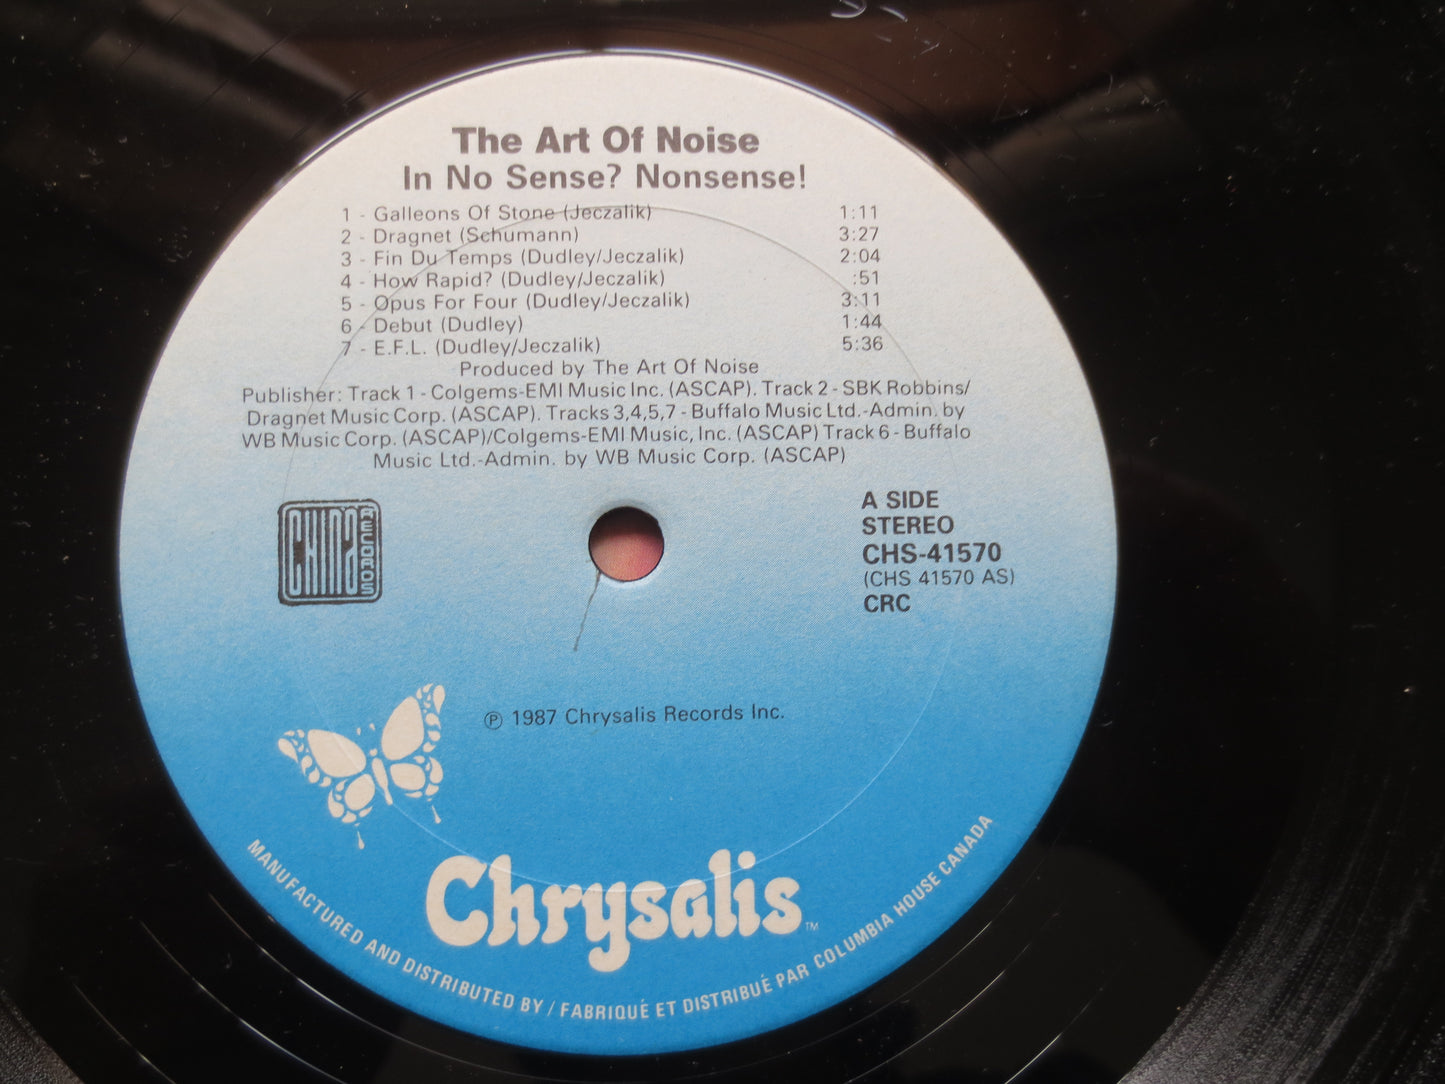 The Art Of Noise
In No Sense? Nonsense!
1 - Galleons Of Stone (Jeczalik) 1:11
2 - Dragnet (Schumann) 3:27
3 - Fin Du Temps (Dudley/Jeczalik) 2:04
4 - How Rapid? (Dudley/Jeczalik) :51
5 - Opus For Four (Dudley/Jeczalik) 3:11
6 - Debut (Dudley) 1:44
7 - E.F.L. (Dudley/Jeczalik) 5:36
Produced by The Art Of Noise
Publisher: Track 1 - Colgems-EMI Music Inc. (ASCAP). Track 2 - SBK Robbins/
Dragnet Music Corp. (ASCAP). Tracks 3,4,5,7 - Buffalo Music Ltd.-Admin. by
WB Music Corp. (ASCAP)/Colgems-EMI Music, Inc. (ASCAP) Track 6 - Buffalo
Music Ltd.-Admin. by WB Music Corp. (ASCAP)
CHINA
RECORDS
A SIDE
STEREO
CHS-41570
(CHS 41570 AS)
CRC
℗ 1987 Chrysalis Records Inc.
Chrysalis™
MANUFACTURED AND DISTRIBUTED BY / FABRIQUÉ ET DISTRIBUÉ PAR COLUMBIA HOUSE CANADA